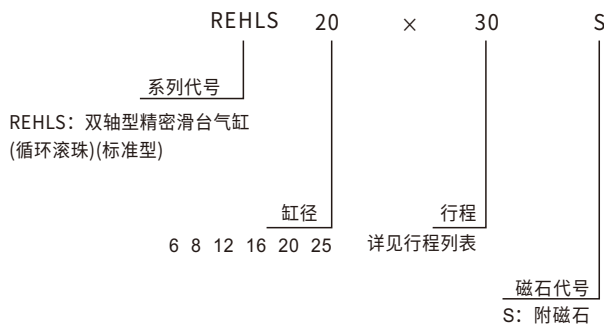 REHLS 20 × 30 S
系列代号
REHLS：双轴型精密滑台气缸
(循环滚珠)(标准型)
缸径 行程
6 8 12 16 20 25 详见行程列表
磁石代号
S：附磁石